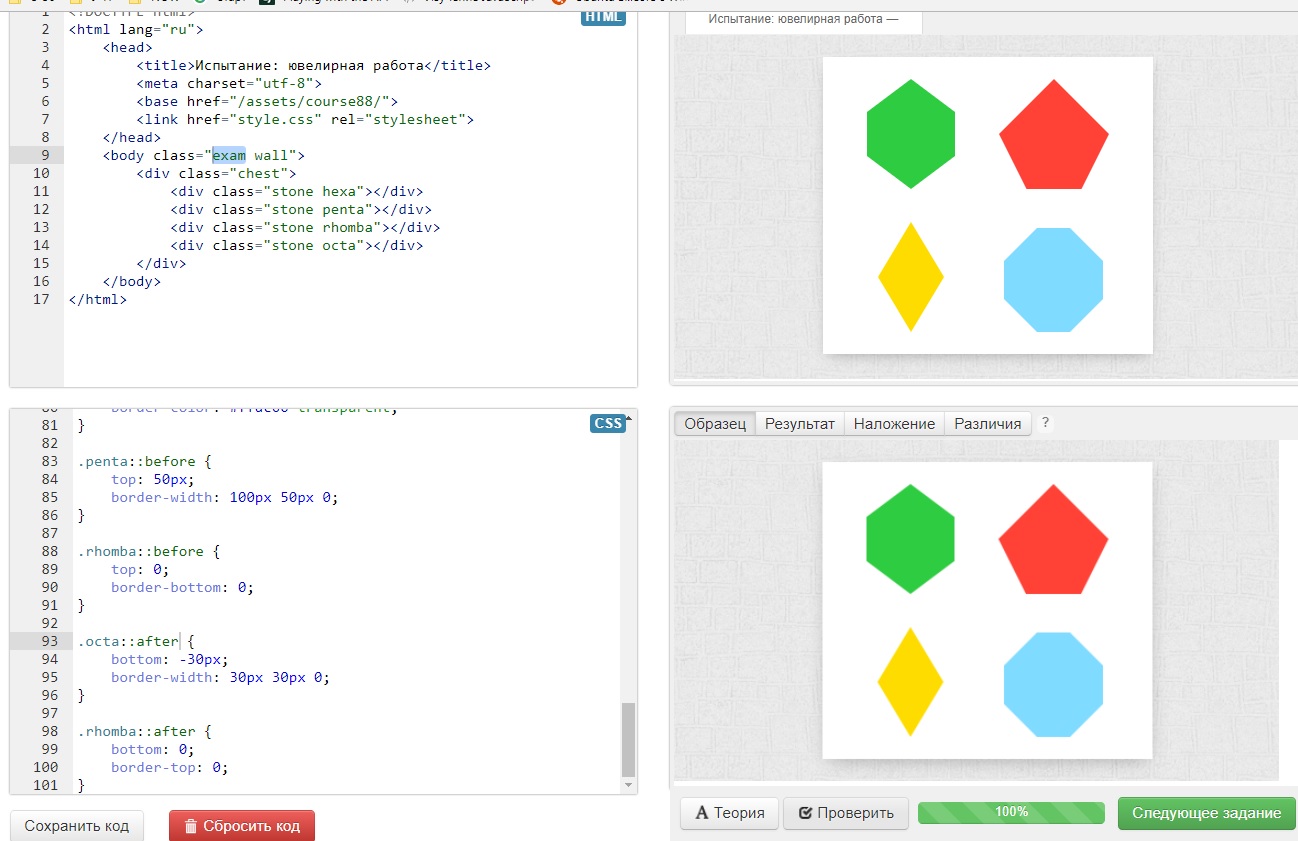 HTML
1 <!DOCTYPE html>
2 <html lang="ru">
3 <head>
4 <title>Испытание: ювелирная работа</title>
5 <meta charset="utf-8">
6 <base href="/assets/course88/">
7 <link href="style.css" rel="stylesheet">
8 </head>
9 <body class="exam wall">
10 <div class="chest">
11 <div class="stone hexa"></div>
12 <div class="stone penta"></div>
13 <div class="stone rhomba"></div>
14 <div class="stone octa"></div>
15 </div>
16 </body>
17 </html>
Испытание: ювелирная работа —
CSS
81 }
82
83 .penta::before {
84 top: 50px;
85 border-width: 100px 50px 0;
86 }
87
88 .rhomba::before {
89 top: 0;
90 border-bottom: 0;
91 }
92
93 .octa::after {
94 bottom: -30px;
95 border-width: 30px 30px 0;
96 }
97
98 .rhomba::after {
99 bottom: 0;
100 border-top: 0;
101 }
Образец Результат Наложение Различия ?
Сохранить код Сбросить код
Теория Проверить 100% Следующее задание